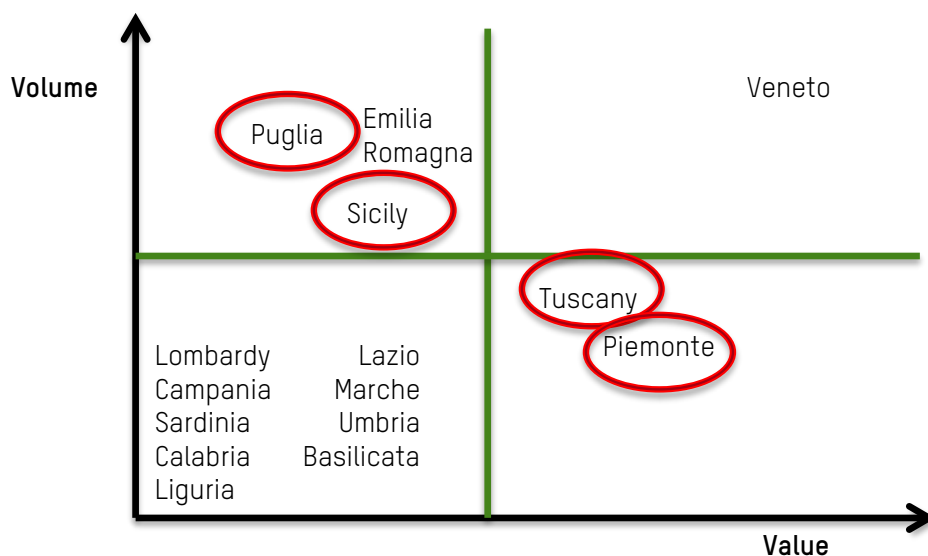 Volume
Veneto
Puglia
Emilia
Romagna
Sicily
Tuscany
Piemonte
Lombardy Lazio
Campania Marche
Sardinia Umbria
Calabria Basilicata
Liguria
Value